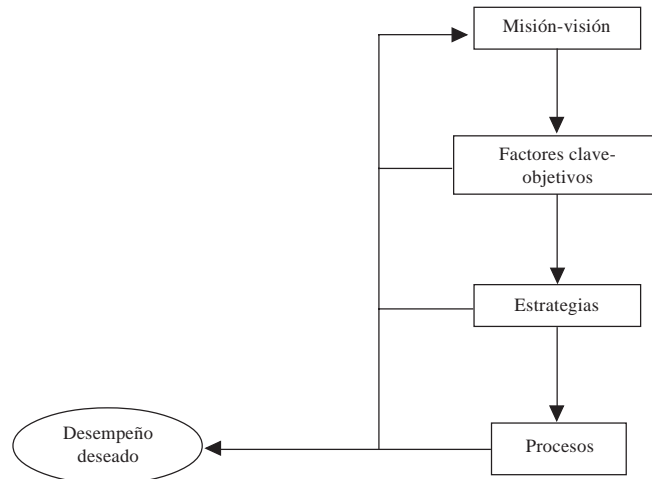 Misión-visión
Factores clave-
objetivos
Estrategias
Procesos
Desempeño
deseado